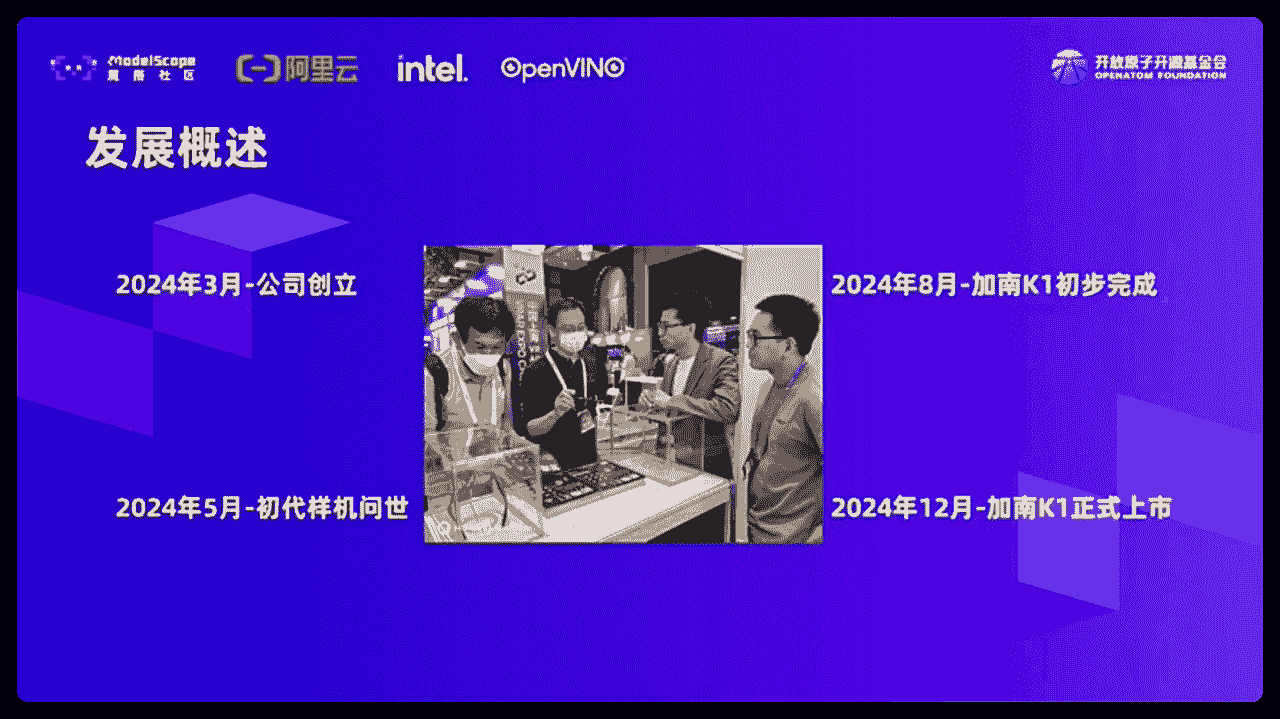 ModelScope
魔搭社区
阿里云
intel.
OpenVINO
开放原子开源基金会
OPENATOM FOUNDATION
发展概述
2024年3月-公司创立
2024年8月-加南K1初步完成
2024年5月-初代样机问世
2024年12月-加南K1正式上市